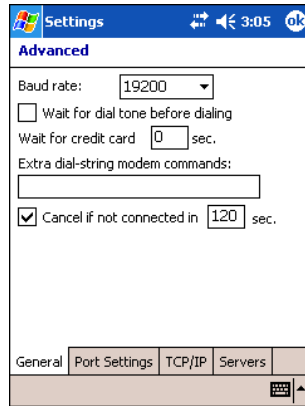 Settings 3:05 ok
Advanced
Baud rate: 19200
Wait for dial tone before dialing
Wait for credit card 0 sec.
Extra dial-string modem commands:
Cancel if not connected in 120 sec.
General Port Settings TCP/IP Servers